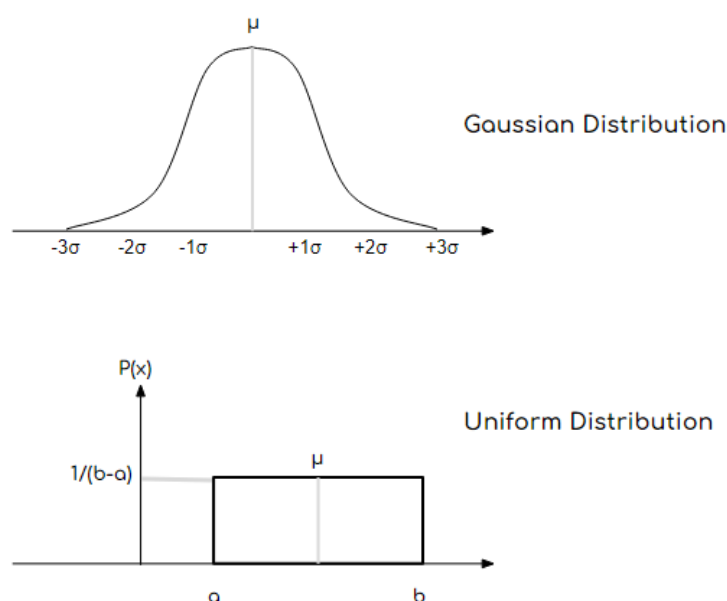 μ
Gaussian Distribution
-3σ -2σ -1σ +1σ +2σ +3σ
P(x)
Uniform Distribution
μ
1/(b-a)
a b